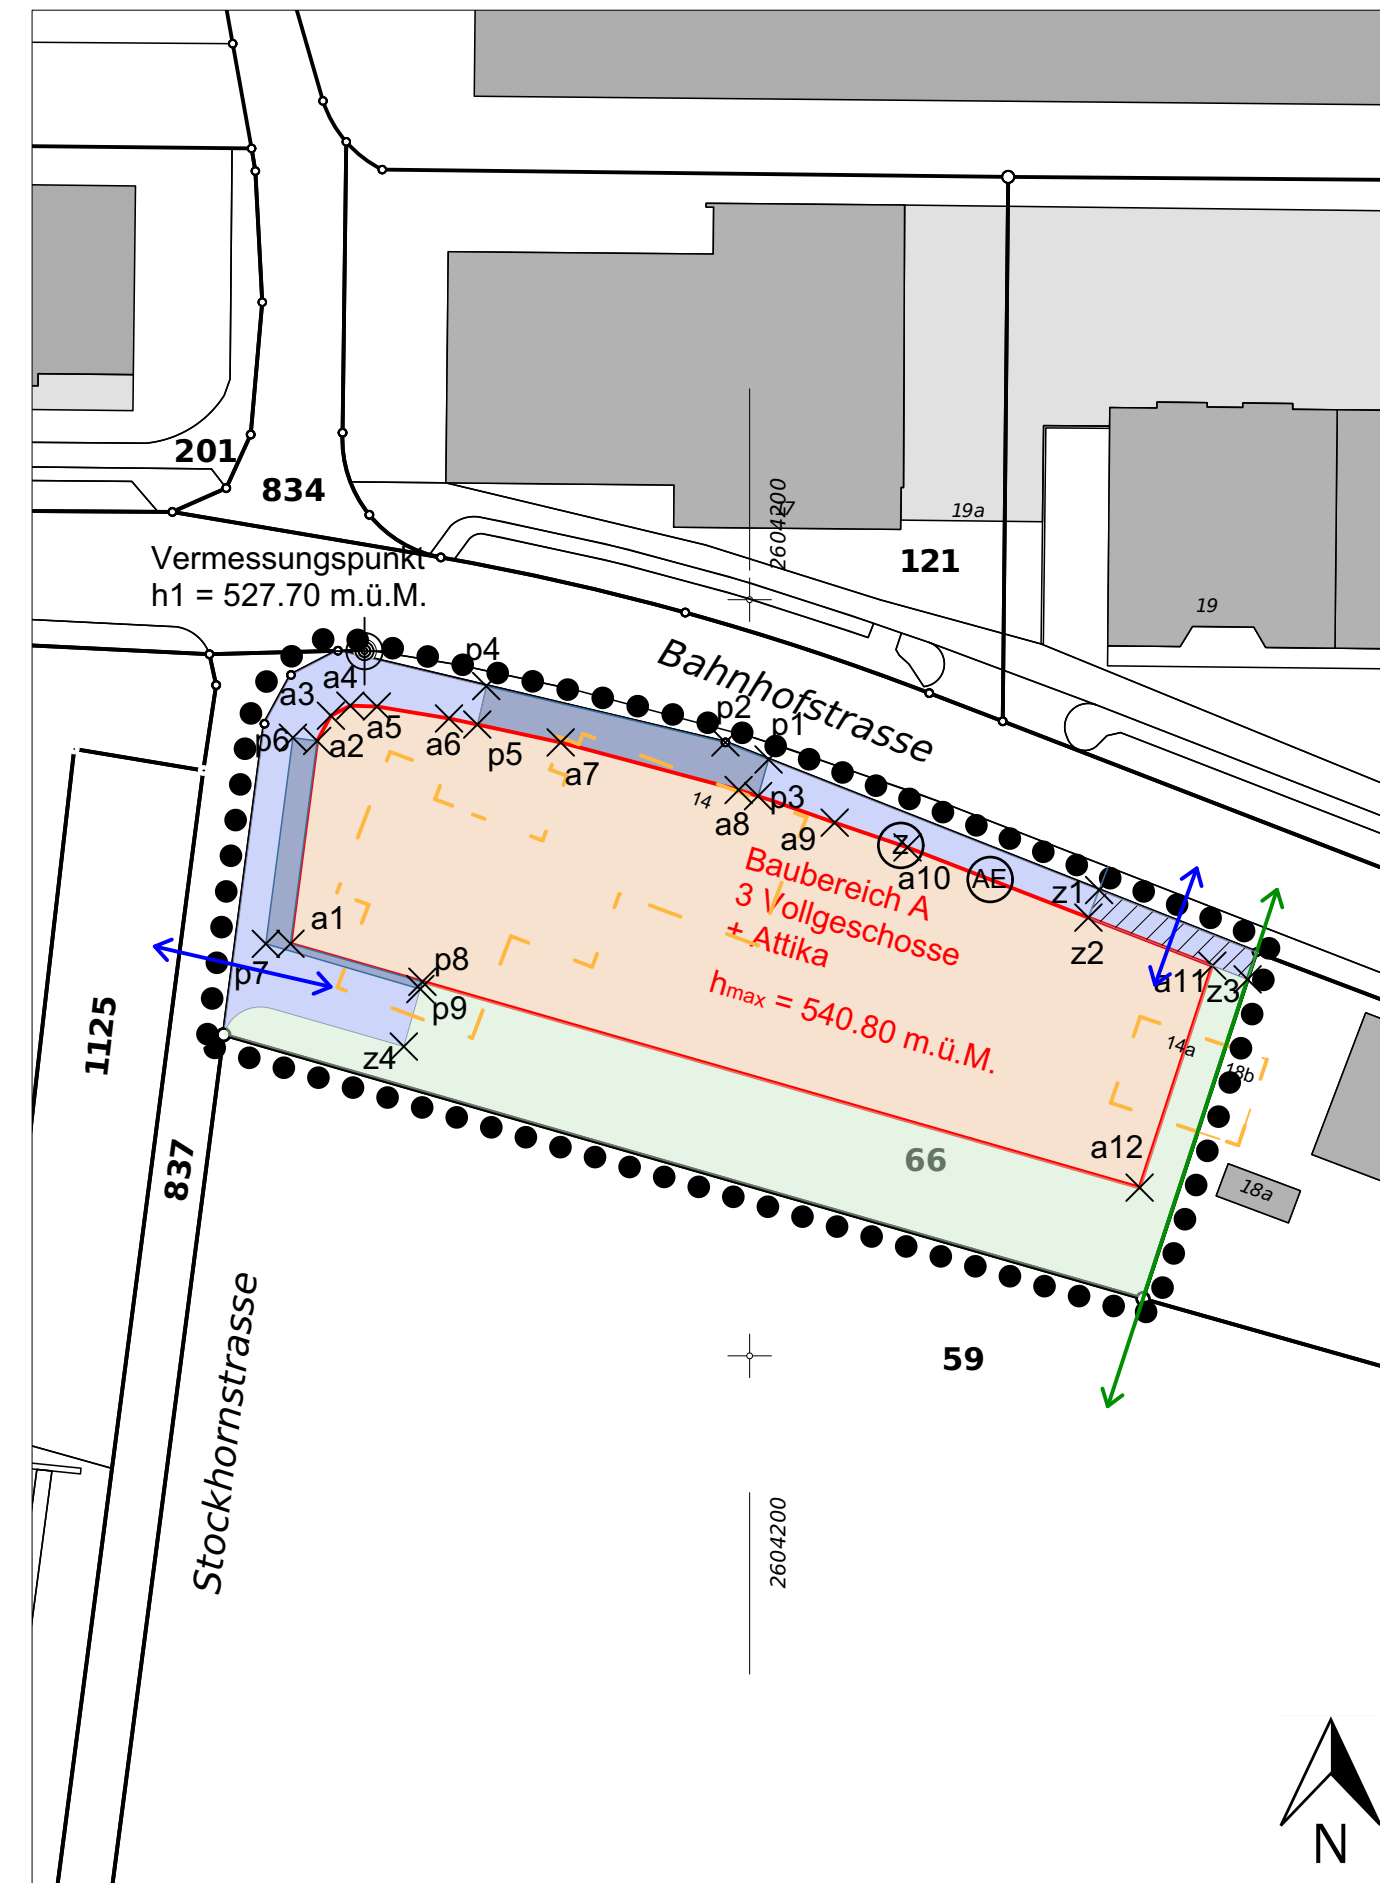 201
834
Vermessungspunkt
h1 = 527.70 m.ü.M.
2604200
19a
121
19
Bahnhofstrasse
p4
p2
p1
a4
a3
a5
a6
p5
a7
p6
a2
14
a8
p3
a9
Z
a10
AE
z1
z2
a11
z3
Baubereich A
3 Vollgeschosse
+ Attika
hmax = 540.80 m.ü.M.
a1
p7
p8
p9
z4
14a
18b
18a
a12
66
1125
837
59
Stockhornstrasse
2604200
N